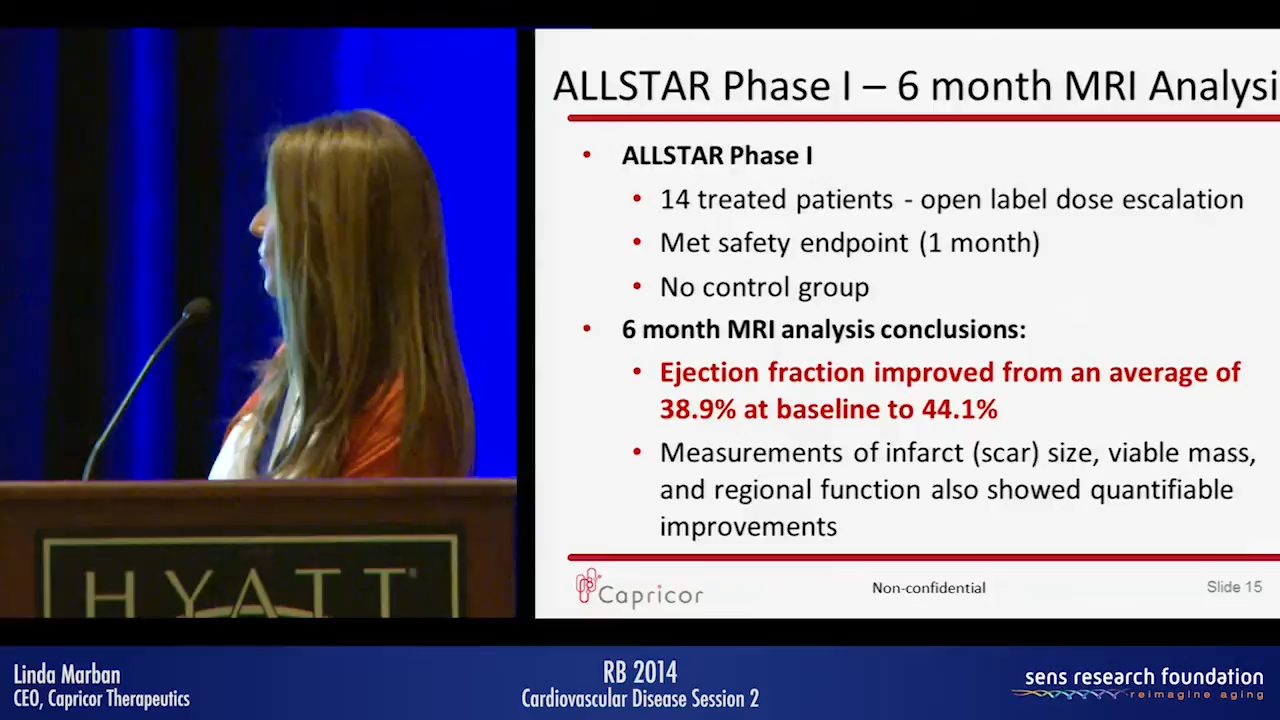 ALLSTAR Phase I – 6 month MRI Analysi
• ALLSTAR Phase I
• 14 treated patients - open label dose escalation
• Met safety endpoint (1 month)
• No control group
• 6 month MRI analysis conclusions:
• Ejection fraction improved from an average of
38.9% at baseline to 44.1%
• Measurements of infarct (scar) size, viable mass,
and regional function also showed quantifiable
improvements
Capricor
Non-confidential
Slide 15
HYATT
Linda Marban
CEO, Capricor Therapeutics
RB 2014
Cardiovascular Disease Session 2
sens research foundation
reimagine aging